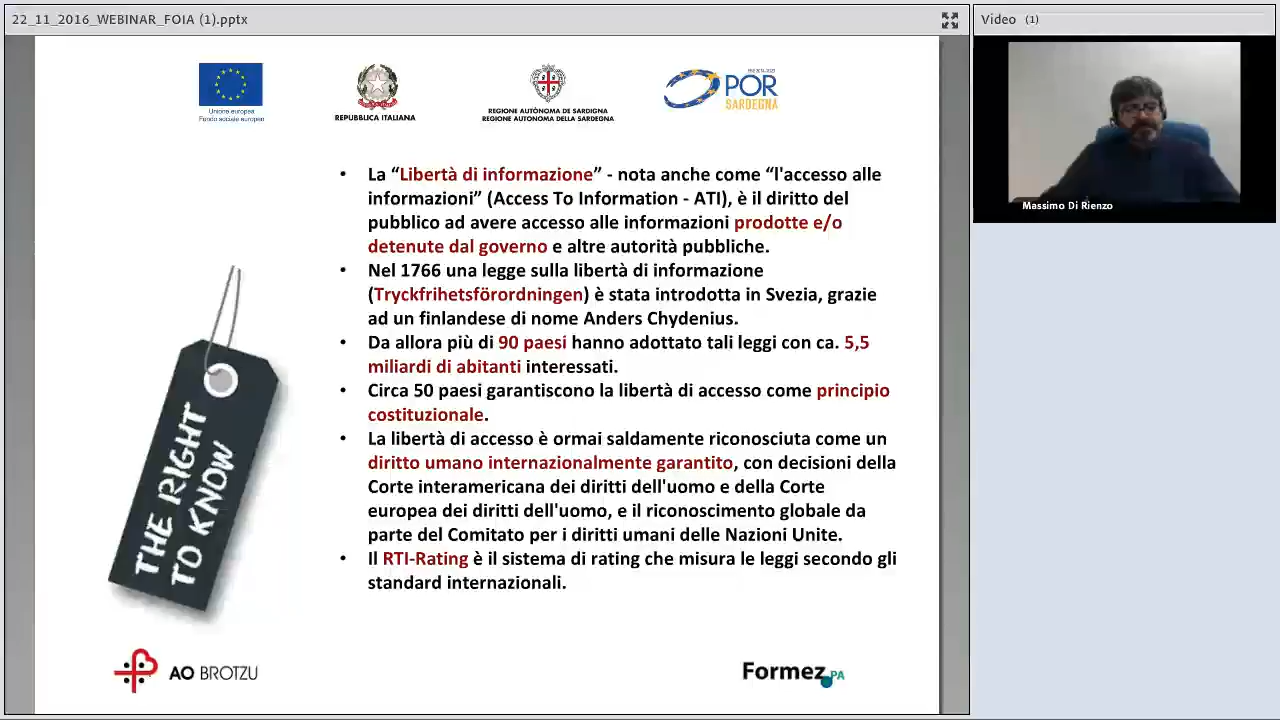 22_11_2016_WEBINAR_FOIA (1).pptx
Video (1)
Unione europea
Fondo sociale europeo
REPUBBLICA ITALIANA
REGIONE AUTÒNOMA DE SARDIGNA
REGIONE AUTONOMA DELLA SARDEGNA
POR
SARDEGNA
Massimo Di Rienzo
• La “Libertà di informazione” - nota anche come “l'accesso alle
informazioni” (Access To Information - ATI), è il diritto del
pubblico ad avere accesso alle informazioni prodotte e/o
detenute dal governo e altre autorità pubbliche.
• Nel 1766 una legge sulla libertà di informazione
(Tryckfrihetsförordningen) è stata introdotta in Svezia, grazie
ad un finlandese di nome Anders Chydenius.
• Da allora più di 90 paesi hanno adottato tali leggi con ca. 5,5
miliardi di abitanti interessati.
• Circa 50 paesi garantiscono la libertà di accesso come principio
costituzionale.
• La libertà di accesso è ormai saldamente riconosciuta come un
diritto umano internazionalmente garantito, con decisioni della
Corte interamericana dei diritti dell'uomo e della Corte
europea dei diritti dell'uomo, e il riconoscimento globale da
parte del Comitato per i diritti umani delle Nazioni Unite.
• Il RTI-Rating è il sistema di rating che misura le leggi secondo gli
standard internazionali.
THE RIGHT
TO KNOW
AO BROTZU
Formez PA